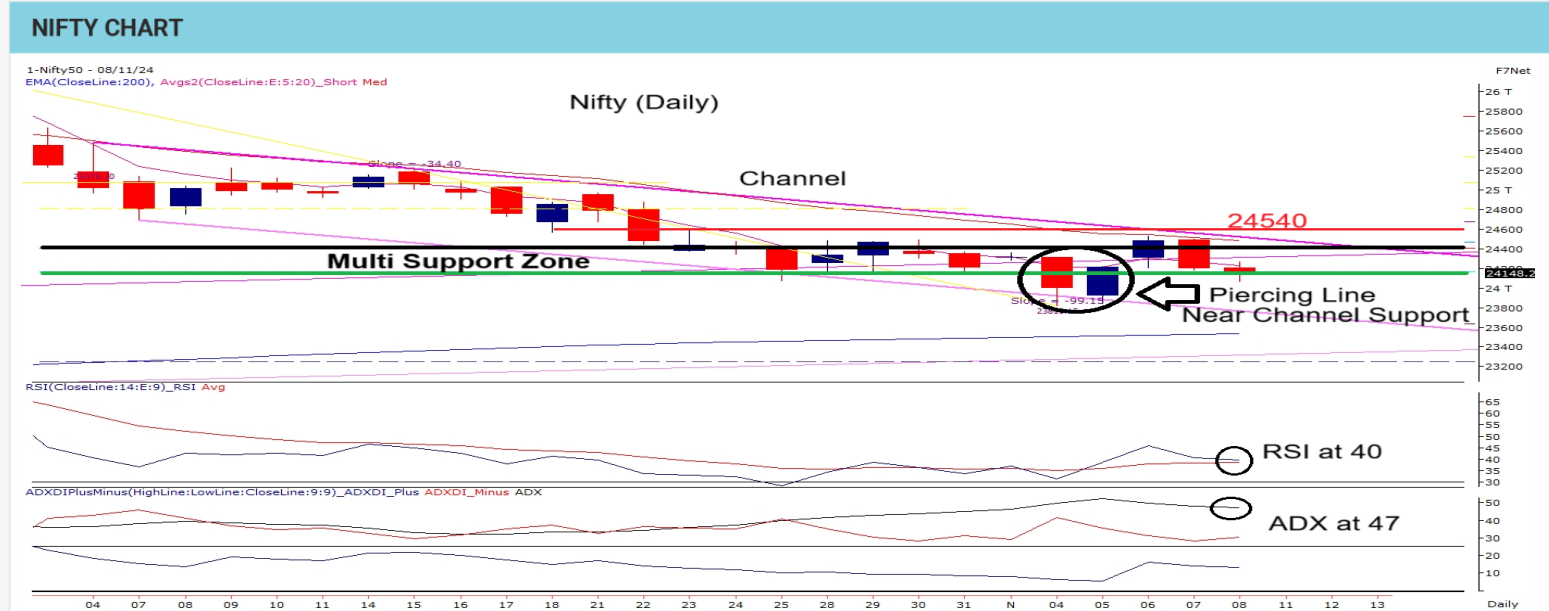 NIFTY CHART
1-Nifty50 - 08/11/24
F7Net
EMA(CloseLine:200), Avgs2(CloseLine:E:5:20)_Short Med
Nifty (Daily)
26 T
25800
25600
25400
25200
25 T
24800
24600
24400
24148.2
24 T
23800
23600
23400
23200
Slope = -34.40
Channel
24540
Multi Support Zone
Slope = -99.15
Piercing Line
Near Channel Support
RSI(CloseLine:14:E:9)_RSI Avg
65
60
55
50
45
40
35
30
RSI at 40
ADXDIPlusMinus(HighLine:LowLine:CloseLine:9:9)_ADXDI_Plus ADXDI_Minus ADX
50
40
30
20
10
ADX at 47
04 07 08 09 10 11 14 15 16 17 18 21 22 23 24 25 28 29 30 31 N 04 05 06 07 08 11 12 13 Daily